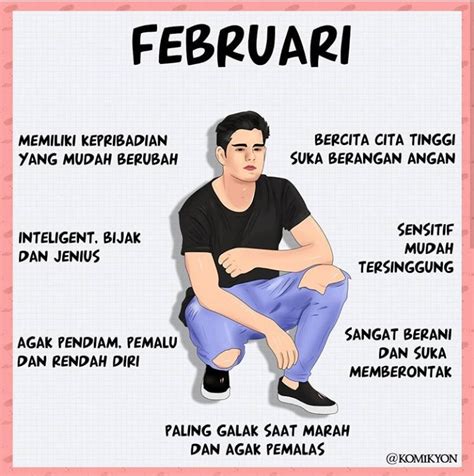 FEBRUARI
MEMILIKI KEPRIBADIAN
YANG MUDAH BERUBAH
BERCITA CITA TINGGI
SUKA BERANGAN ANGAN
INTELIGENT, BIJAK
DAN JENIUS
SENSITIF
MUDAH
TERSINGGUNG
AGAK PENDIAM, PEMALU
DAN RENDAH DIRI
SANGAT BERANI
DAN SUKA
MEMBERONTAK
PALING GALAK SAAT MARAH
DAN AGAK PEMALAS
@KOMIKYON